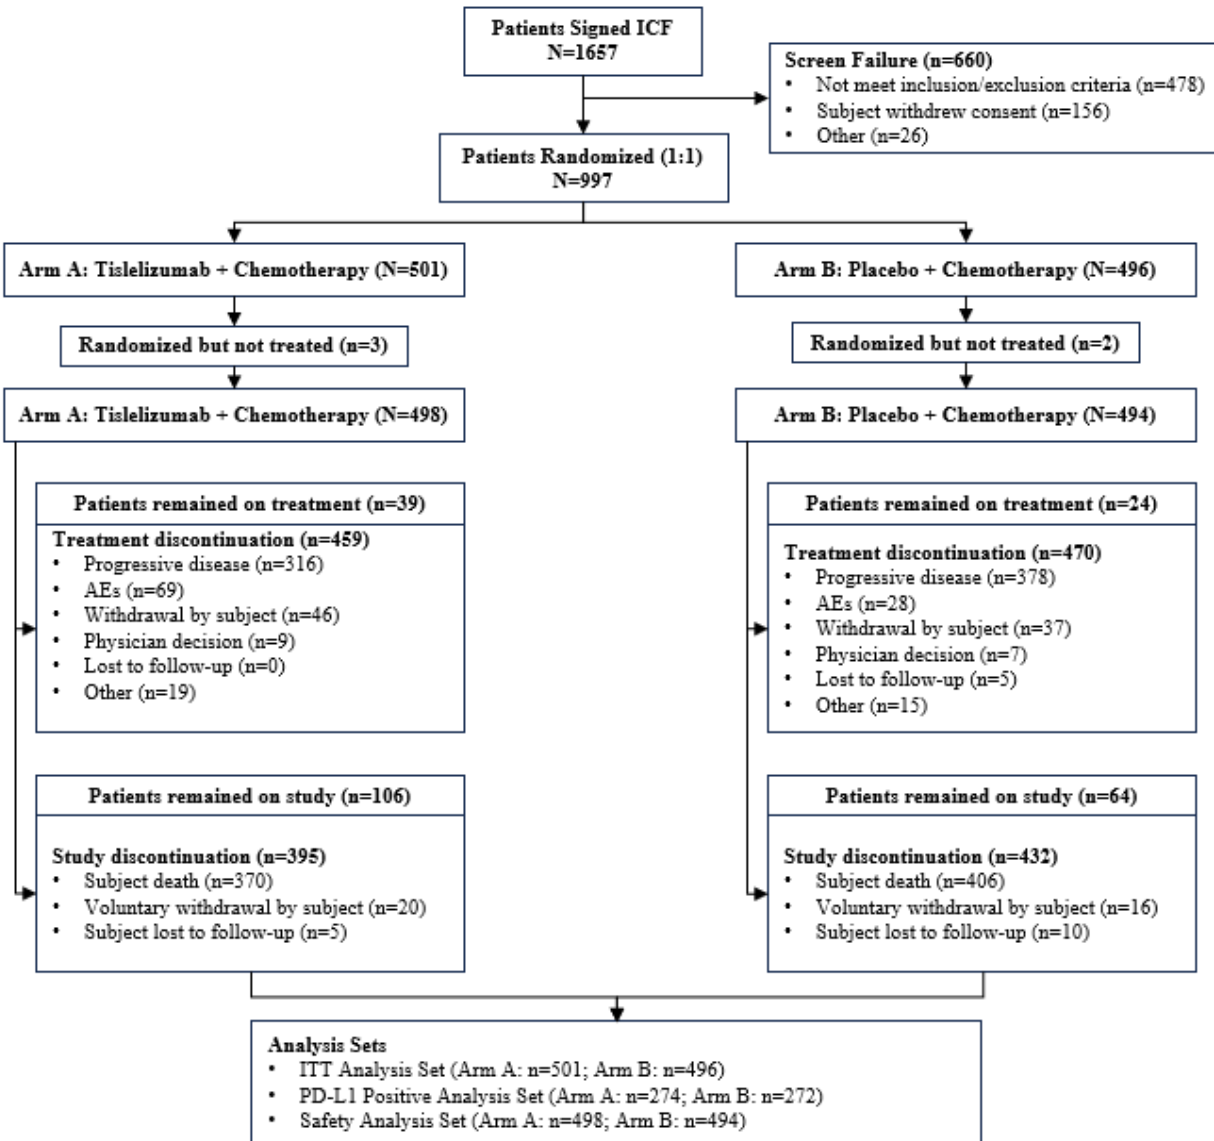 Patients Signed ICF
N=1657
Screen Failure (n=660)
• Not meet inclusion/exclusion criteria (n=478)
• Subject withdrew consent (n=156)
• Other (n=26)
Patients Randomized (1:1)
N=997
Arm A: Tislelizumab + Chemotherapy (N=501)
Arm B: Placebo + Chemotherapy (N=496)
Randomized but not treated (n=3)
Randomized but not treated (n=2)
Arm A: Tislelizumab + Chemotherapy (N=498)
Arm B: Placebo + Chemotherapy (N=494)
Patients remained on treatment (n=39)
Treatment discontinuation (n=459)
• Progressive disease (n=316)
• AEs (n=69)
• Withdrawal by subject (n=46)
• Physician decision (n=9)
• Lost to follow-up (n=0)
• Other (n=19)
Patients remained on treatment (n=24)
Treatment discontinuation (n=470)
• Progressive disease (n=378)
• AEs (n=28)
• Withdrawal by subject (n=37)
• Physician decision (n=7)
• Lost to follow-up (n=5)
• Other (n=15)
Patients remained on study (n=106)
Study discontinuation (n=395)
• Subject death (n=370)
• Voluntary withdrawal by subject (n=20)
• Subject lost to follow-up (n=5)
Patients remained on study (n=64)
Study discontinuation (n=432)
• Subject death (n=406)
• Voluntary withdrawal by subject (n=16)
• Subject lost to follow-up (n=10)
Analysis Sets
• ITT Analysis Set (Arm A: n=501; Arm B: n=496)
• PD-L1 Positive Analysis Set (Arm A: n=274; Arm B: n=272)
• Safety Analysis Set (Arm A: n=498; Arm B: n=494)